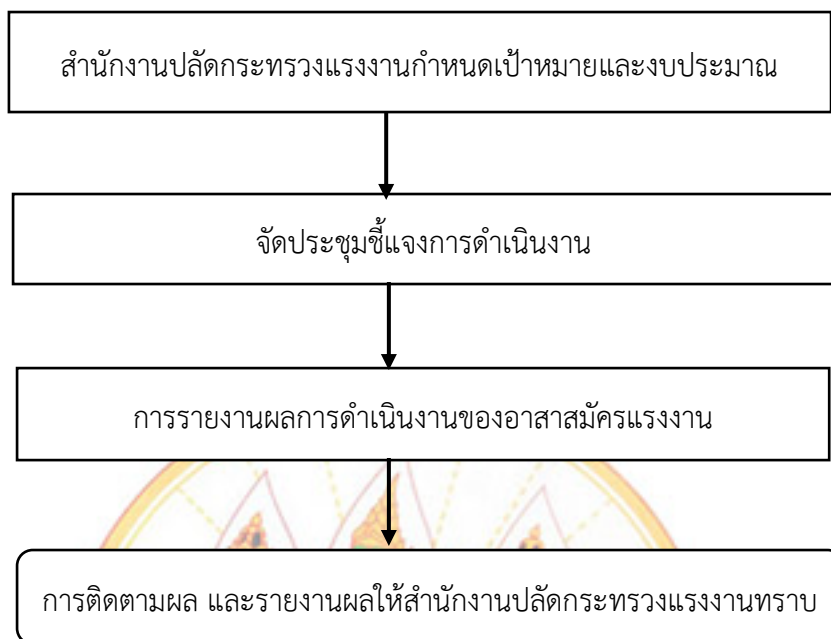 สำนักงานปลัดกระทรวงแรงงานกำหนดเป้าหมายและงบประมาณ
จัดประชุมชี้แจงการดำเนินงาน
การรายงานผลการดำเนินงานของอาสาสมัครแรงงาน
การติดตามผล และรายงานผลให้สำนักงานปลัดกระทรวงแรงงานทราบ